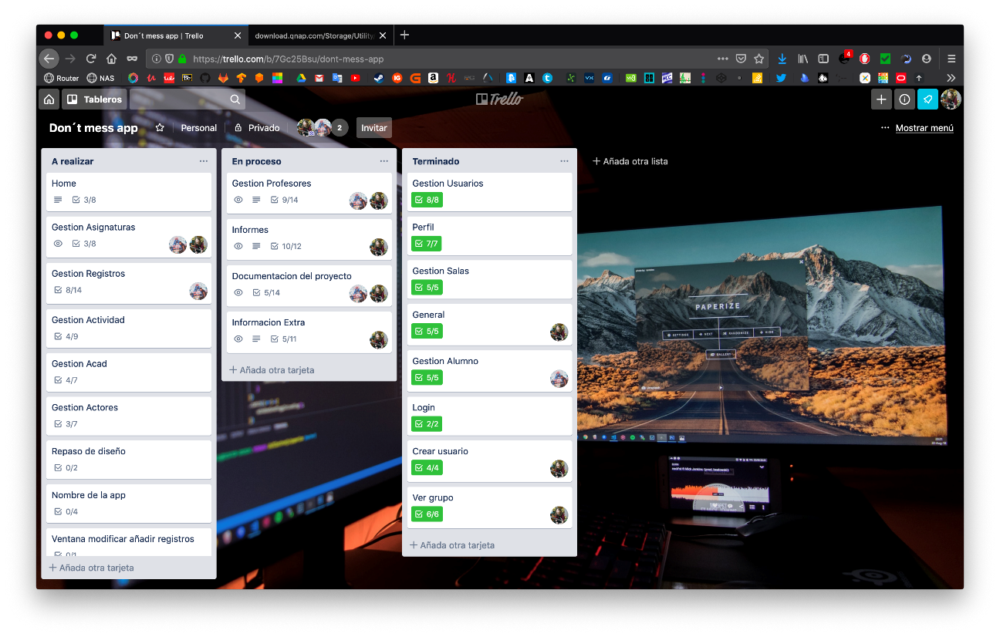 Don´t mess app | Trello
download.qnap.com/Storage/Utility/
https://trello.com/b/7Gc25Bsu/dont-mess-app
4
Router
NAS
Tableros
Trello
Don´t mess app
Personal
Privado
2
Invitar
Mostrar menú
A realizar
Home
3/8
Gestion Asignaturas
3/8
Gestion Registros
8/14
Gestion Actividad
4/9
Gestion Acad
4/7
Gestion Actores
3/7
Repaso de diseño
0/2
Nombre de la app
0/4
Ventana modificar añadir registros
0/1
Añada otra tarjeta
En proceso
Gestion Profesores
9/14
Informes
10/12
Documentacion del proyecto
5/14
Informacion Extra
5/11
Añada otra tarjeta
Terminado
Gestion Usuarios
8/8
Perfil
7/7
Gestion Salas
5/5
General
5/5
Gestion Alumno
5/5
Login
2/2
Crear usuario
4/4
Ver grupo
6/6
Añada otra tarjeta
Añada otra lista
PAPERIZE
SETTINGS
NEXT
RANDOMIZE
HIDE
GALLERY